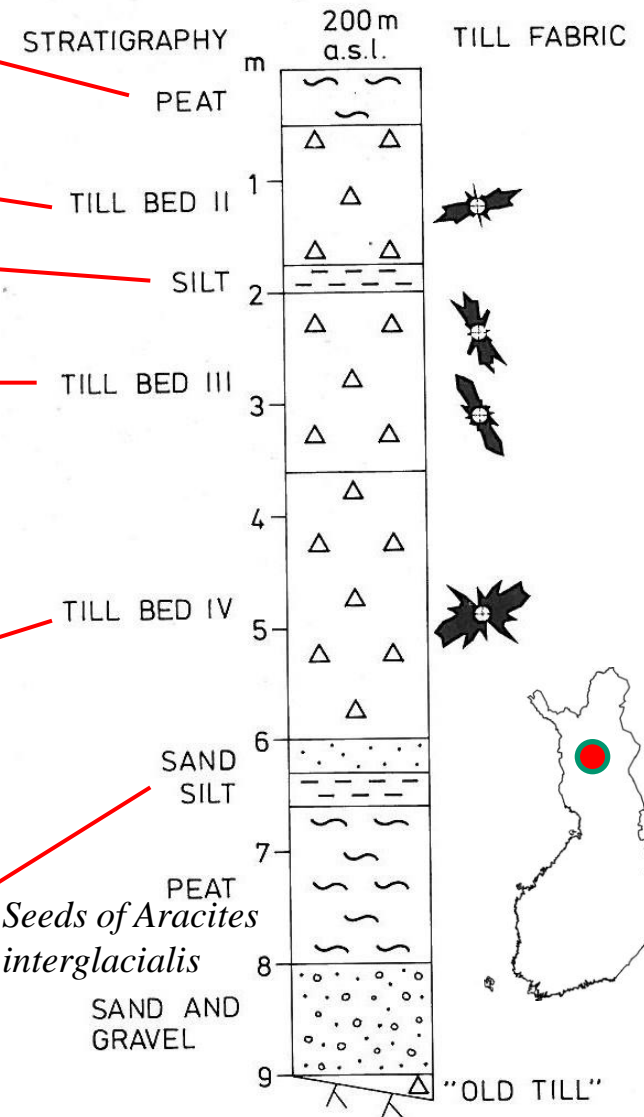 STRATIGRAPHY
200 m
a.s.l.
TILL FABRIC
m
PEAT
1
TILL BED II
SILT
2
TILL BED III
3
4
TILL BED IV
5
6
SAND
SILT
7
PEAT
Seeds of Aracites
interglacialis
8
SAND AND
GRAVEL
9
"OLD TILL"